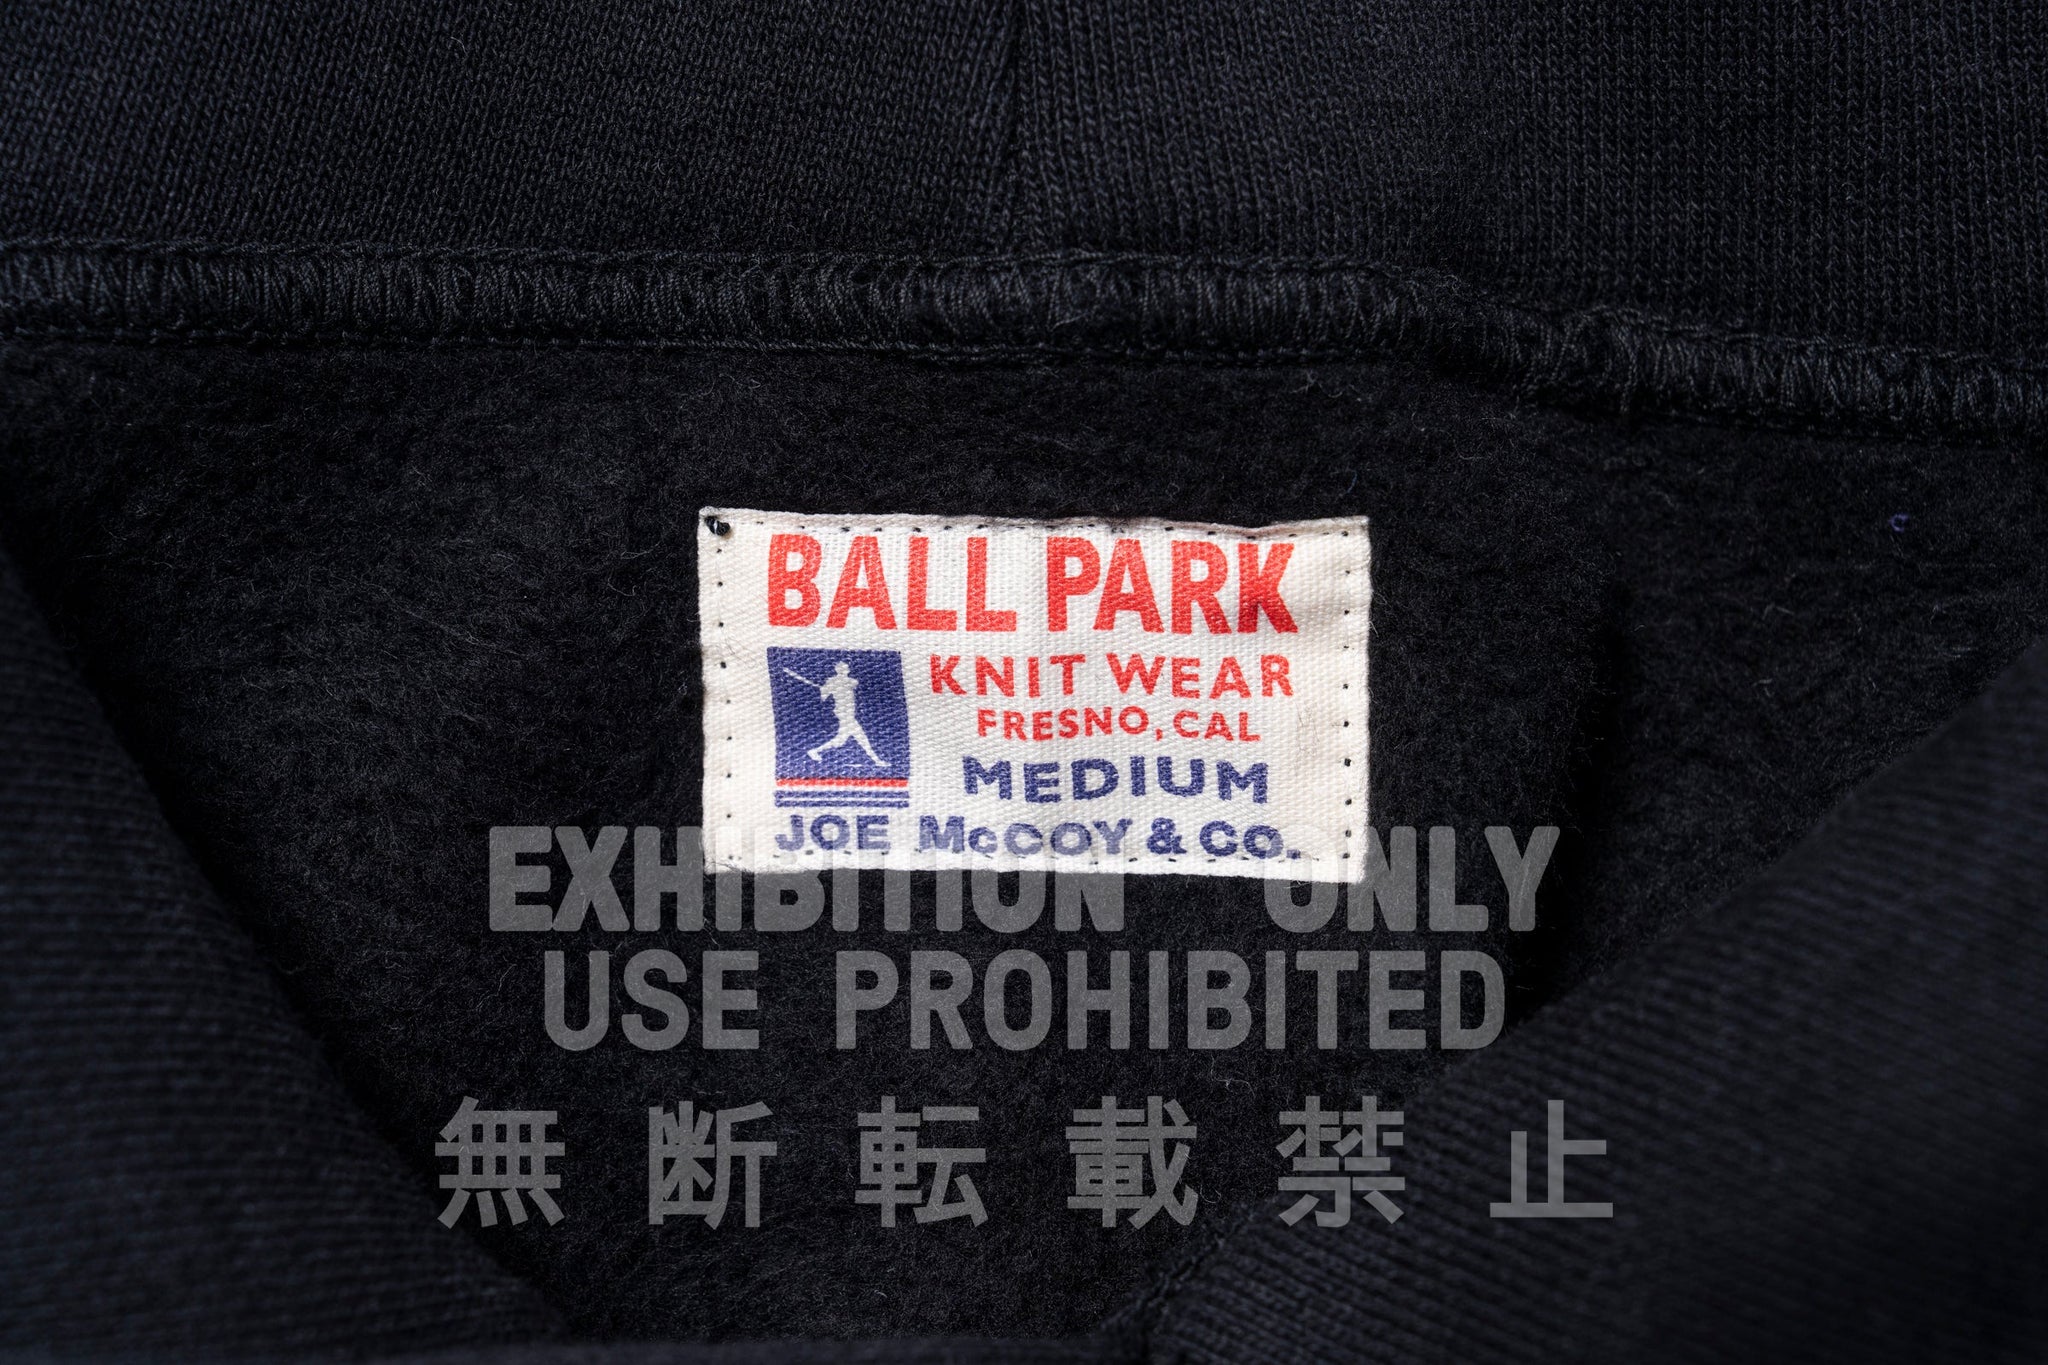 BALL PARK
KNIT WEAR
FRESNO, CAL
MEDIUM
JOE McCOY & CO.
EXHIBITION ONLY
USE PROHIBITED
無断転載禁止